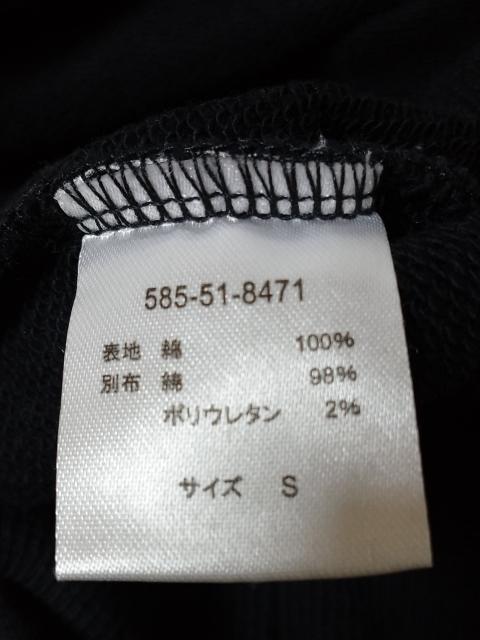 585-51-8471
表地 綿 100%
別布 綿 98%
ポリウレタン 2%
サイズ S